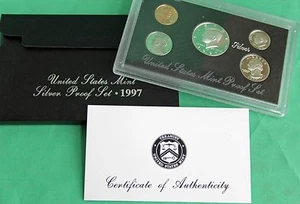 Silver
United States Mint Proof Set
United States Mint
Silver Proof Set • 1997
Certificate of Authenticity